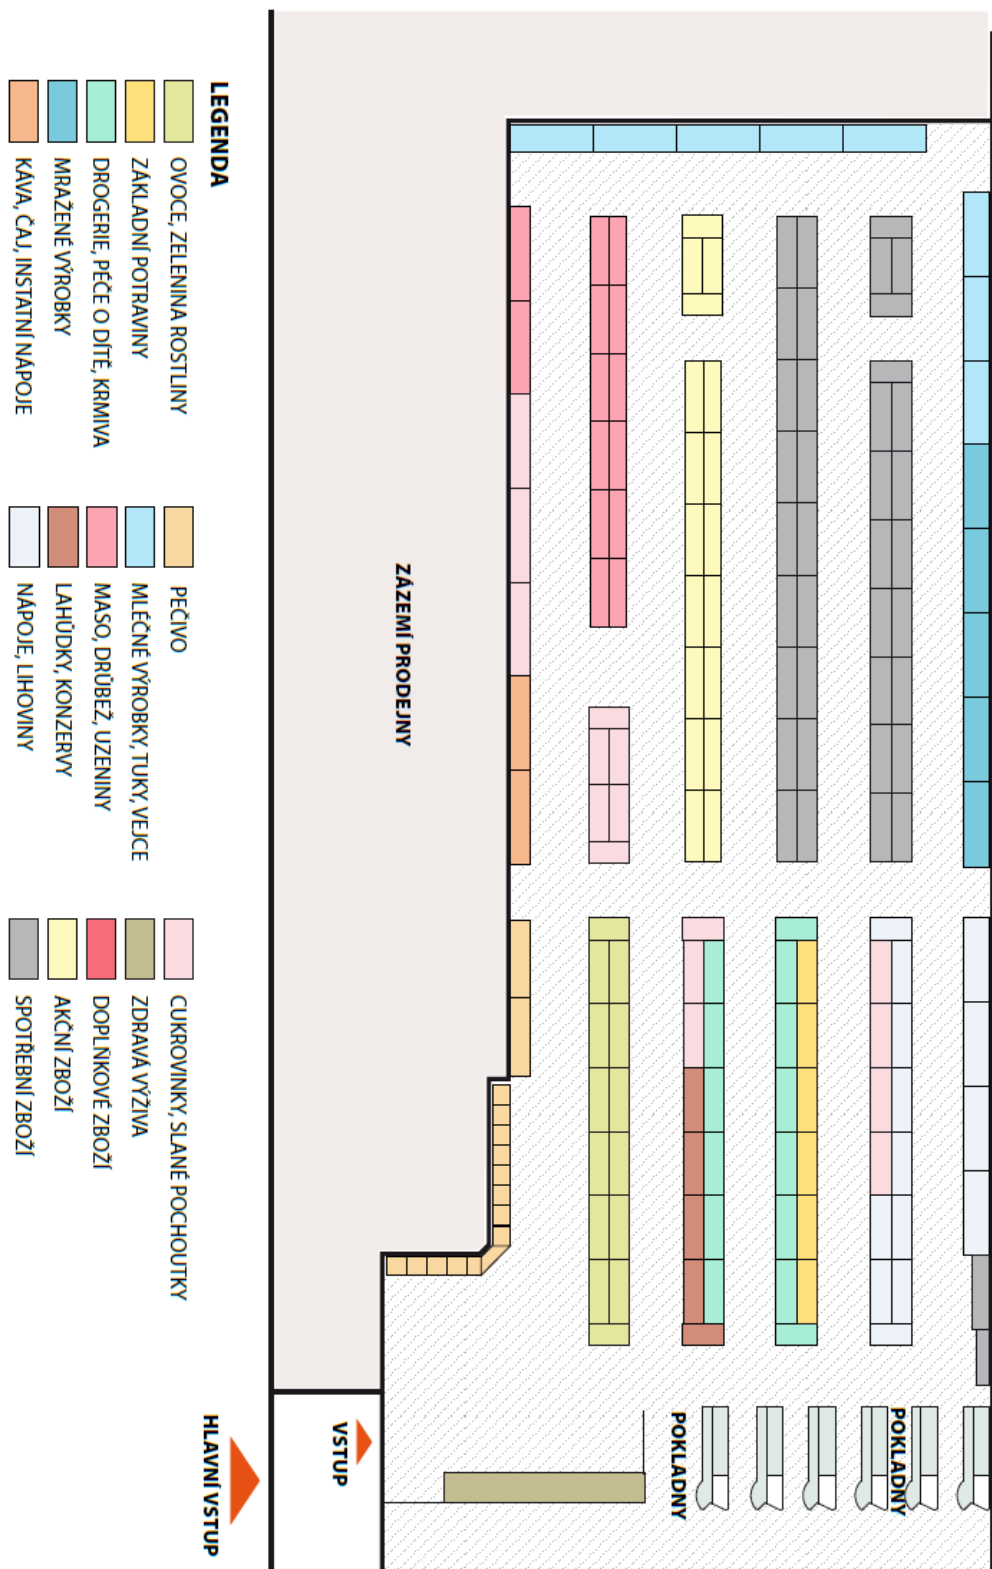 LEGENDA
OVOCE, ZELENINA ROSTLINY
ZÁKLADNÍ POTRAVINY
DROGERIE, PÉČE O DÍTĚ, KRMIVA
MRAŽENÉ VÝROBKY
KÁVA, ČAJ, INSTATNÍ NÁPOJE
PEČIVO
MLÉČNÉ VÝROBKY, TUKY, VEJCE
MASO, DRŮBEŽ, UZENINY
LAHŮDKY, KONZERVY
NÁPOJE, LIHOVINY
CUKROVINKY, SLANÉ POCHOUTKY
ZDRAVÁ VÝŽIVA
DOPLŇKOVÉ ZBOŽÍ
AKČNÍ ZBOŽÍ
SPOTŘEBNÍ ZBOŽÍ
ZÁZEMÍ PRODEJNY
HLAVNÍ VSTUP
VSTUP
POKLADNY
POKLADNY